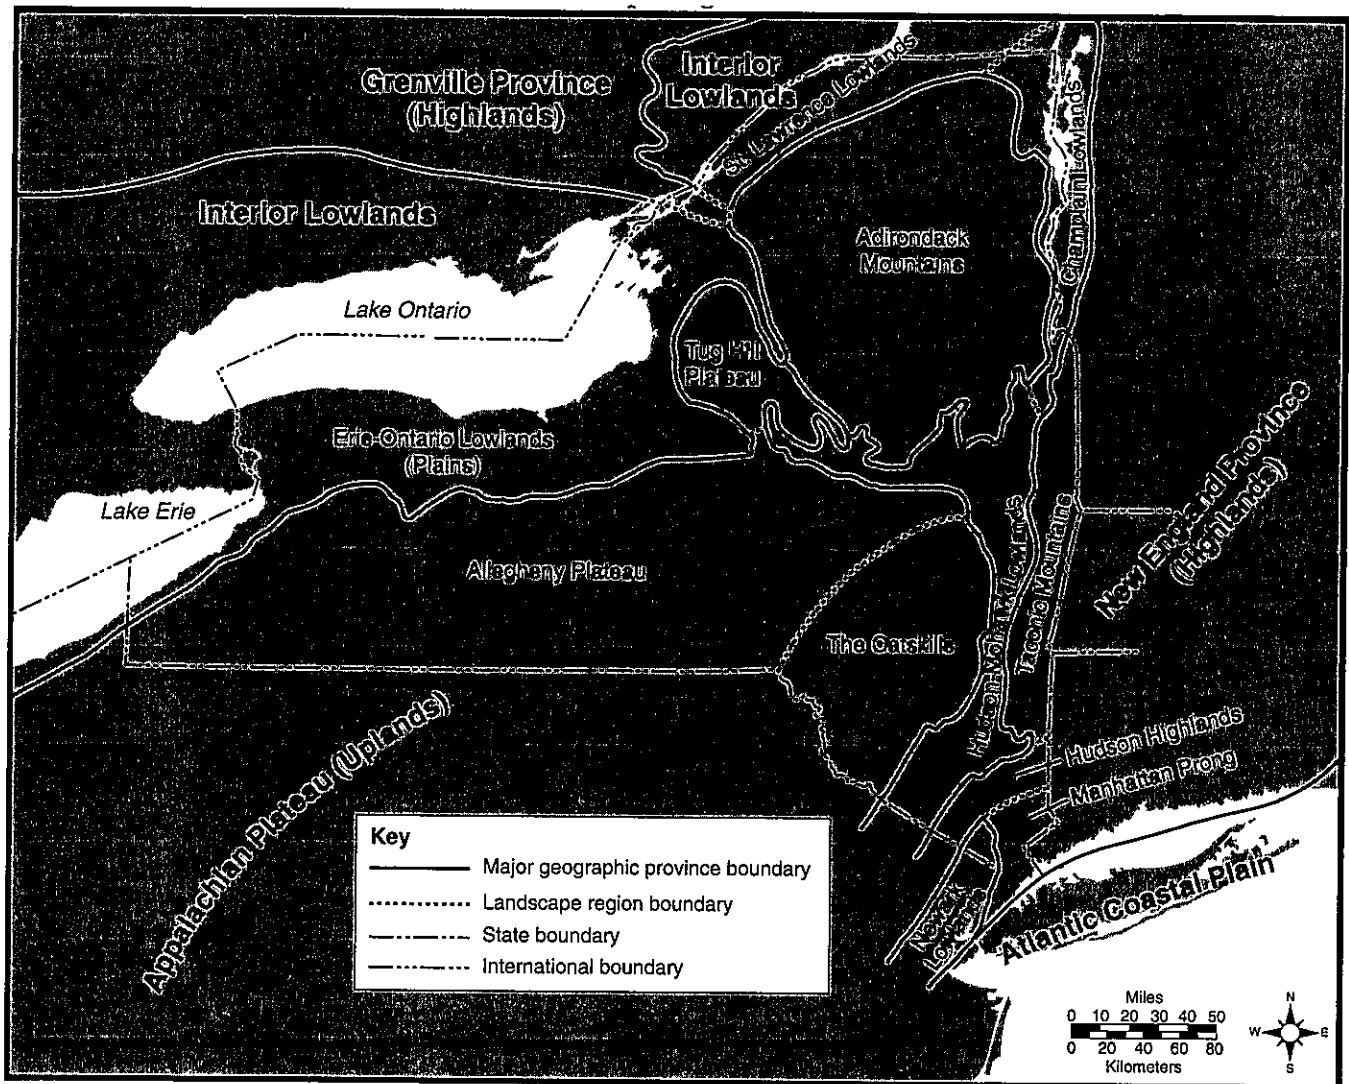 Grenville Province
(Highlands)
Interior
Lowlands
St. Lawrence Lowlands
Champlain Lowlands
Interior Lowlands
Adirondack
Mountains
Lake Ontario
Tug Hill
Plateau
Erie-Ontario Lowlands
(Plains)
Lake Erie
New England Province
(Highlands)
Allegheny Plateau
The Catskills
Hudson-Mohawk Lowlands
Taconic Mountains
Appalachian Plateau (Uplands)
Hudson Highlands
Manhattan Prong
Newark
Lowlands
Atlantic Coastal Plain
Key
Major geographic province boundary
Landscape region boundary
State boundary
International boundary
Miles
0 10 20 30 40 50
0 20 40 60 80
Kilometers
N
W E
S